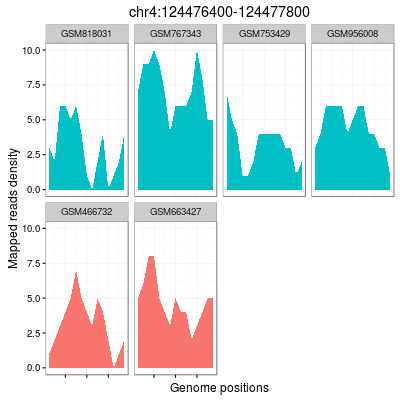 chr4:124476400-124477800
GSM818031 GSM767343 GSM753429 GSM956008
10.0
7.5
5.0
2.5
0.0
GSM466732 GSM663427
10.0
7.5
5.0
2.5
0.0
Mapped reads density
Genome positions